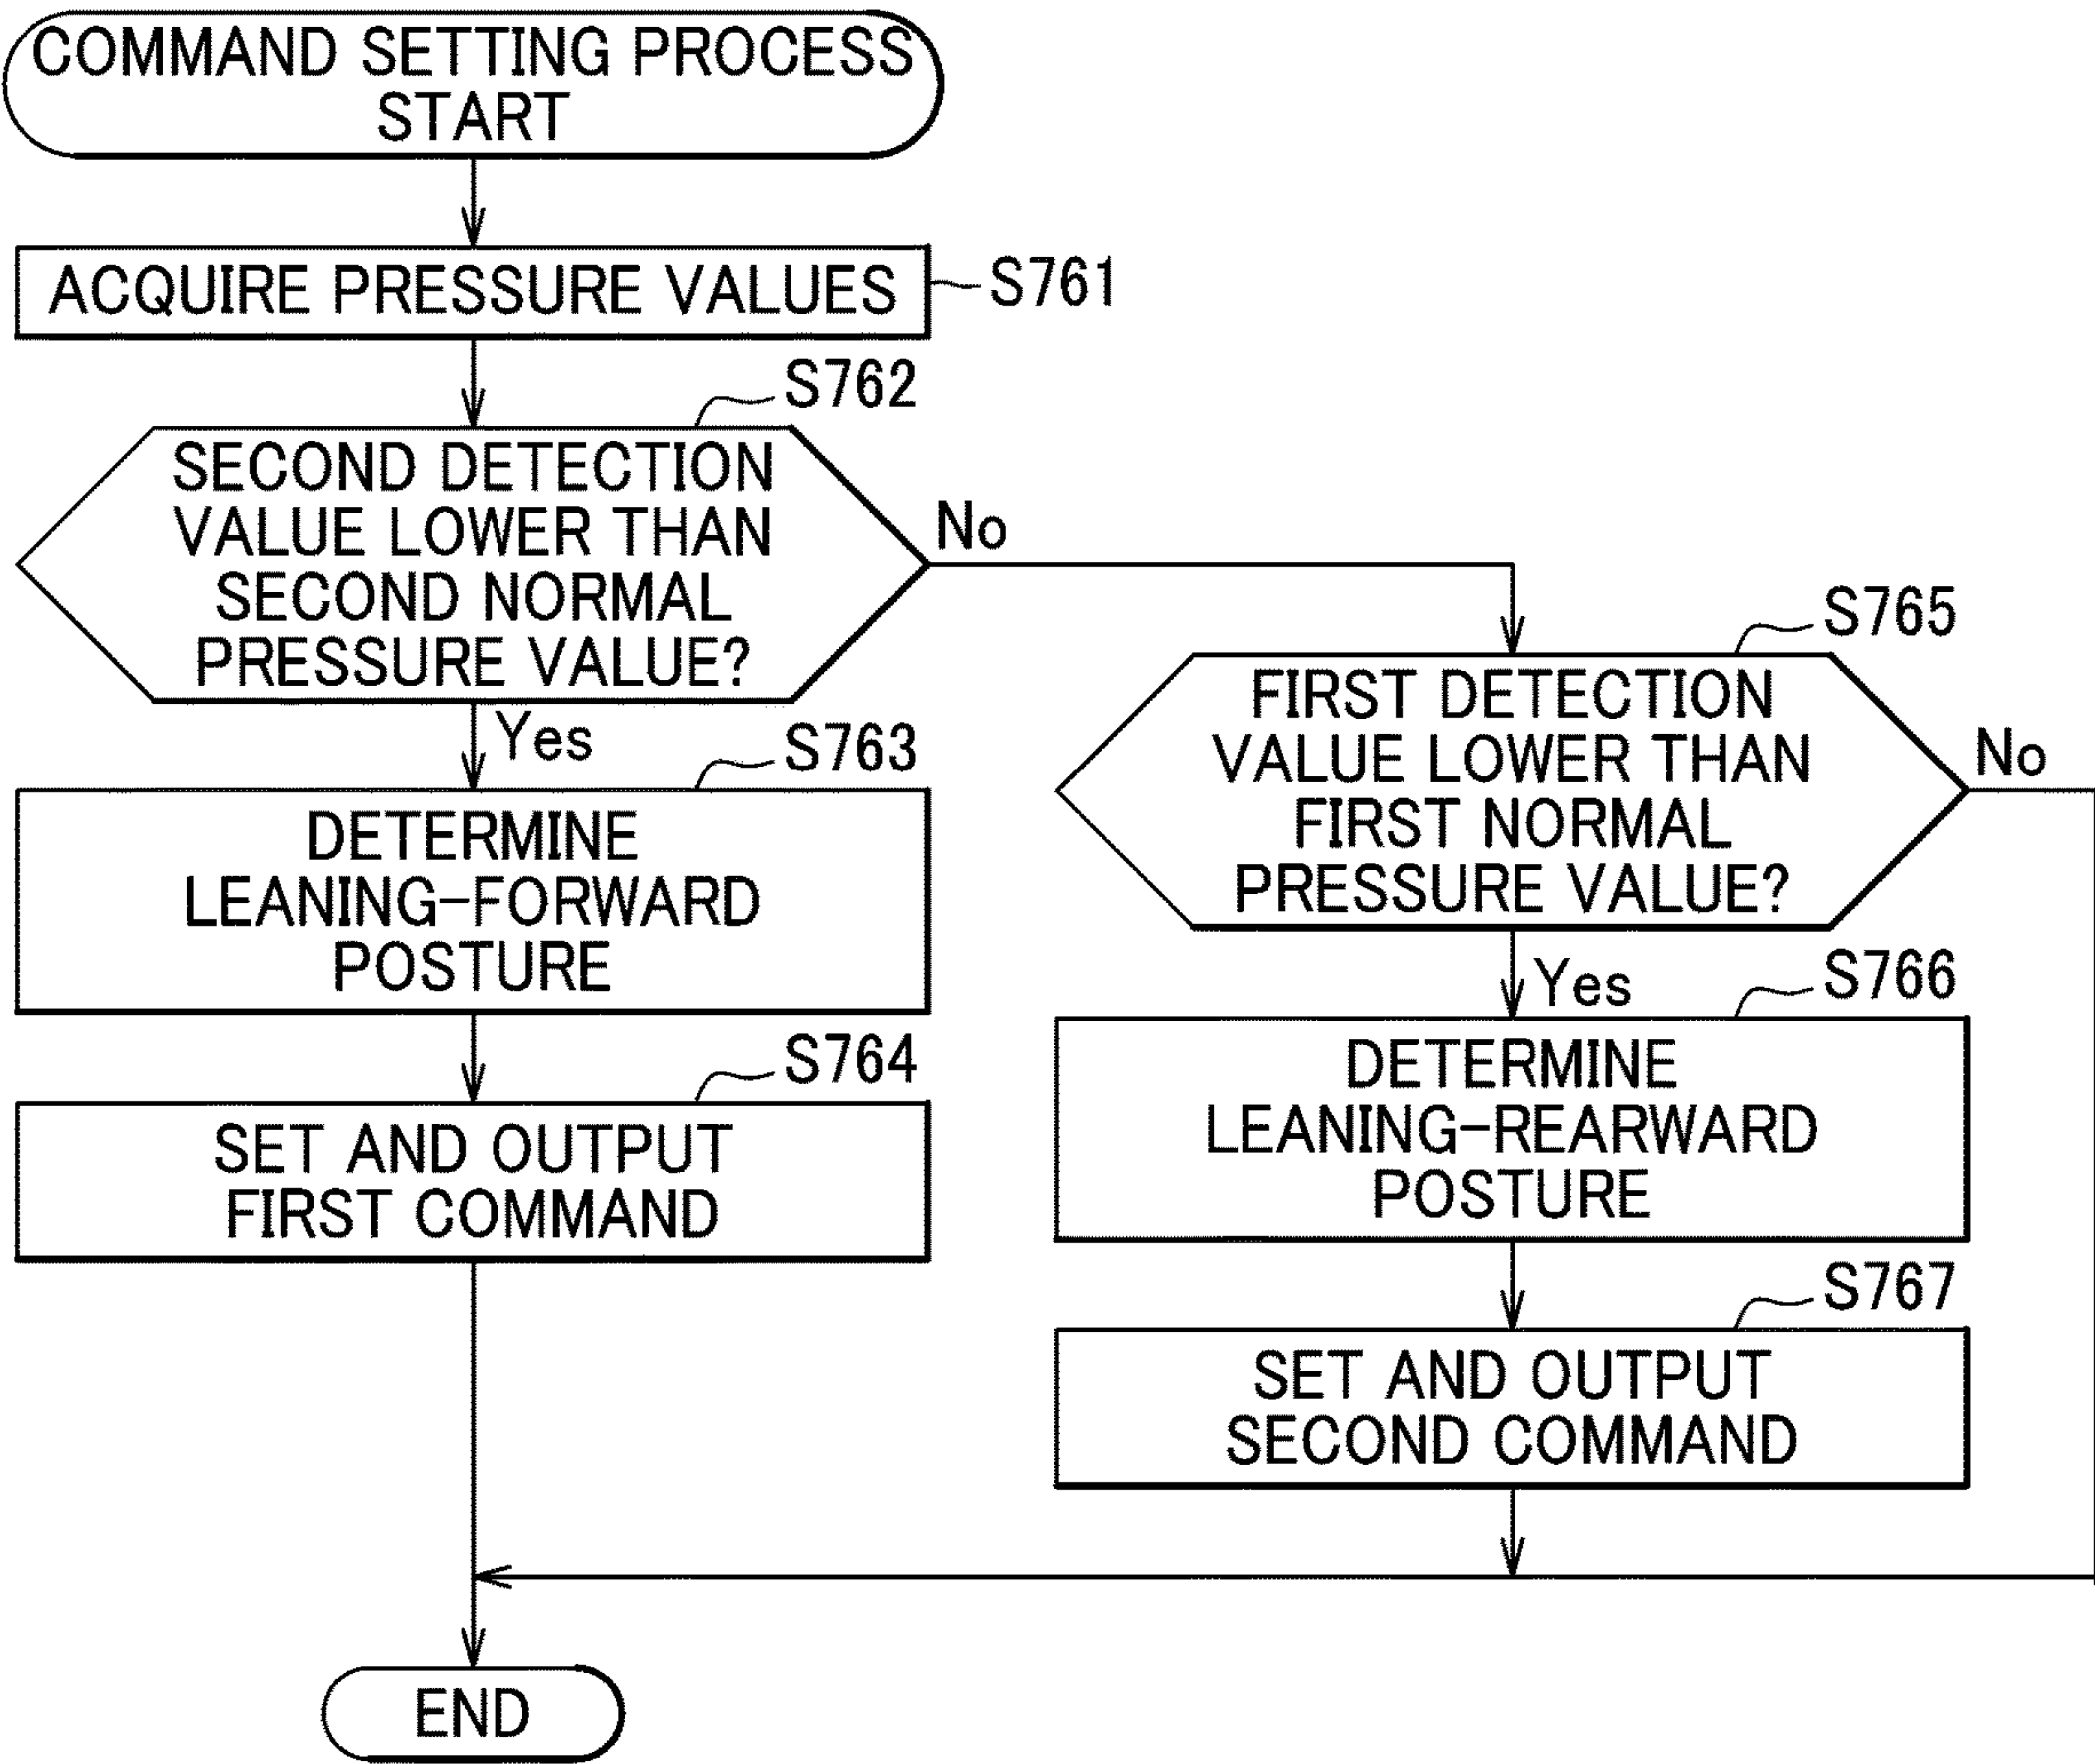 COMMAND SETTING PROCESS
START
ACQUIRE PRESSURE VALUES
S761
S762
SECOND DETECTION
VALUE LOWER THAN
SECOND NORMAL
PRESSURE VALUE?
No
Yes
S763
DETERMINE
LEANING-FORWARD
POSTURE
S764
SET AND OUTPUT
FIRST COMMAND
S765
FIRST DETECTION
VALUE LOWER THAN
FIRST NORMAL
PRESSURE VALUE?
No
Yes
S766
DETERMINE
LEANING-REARWARD
POSTURE
S767
SET AND OUTPUT
SECOND COMMAND
END